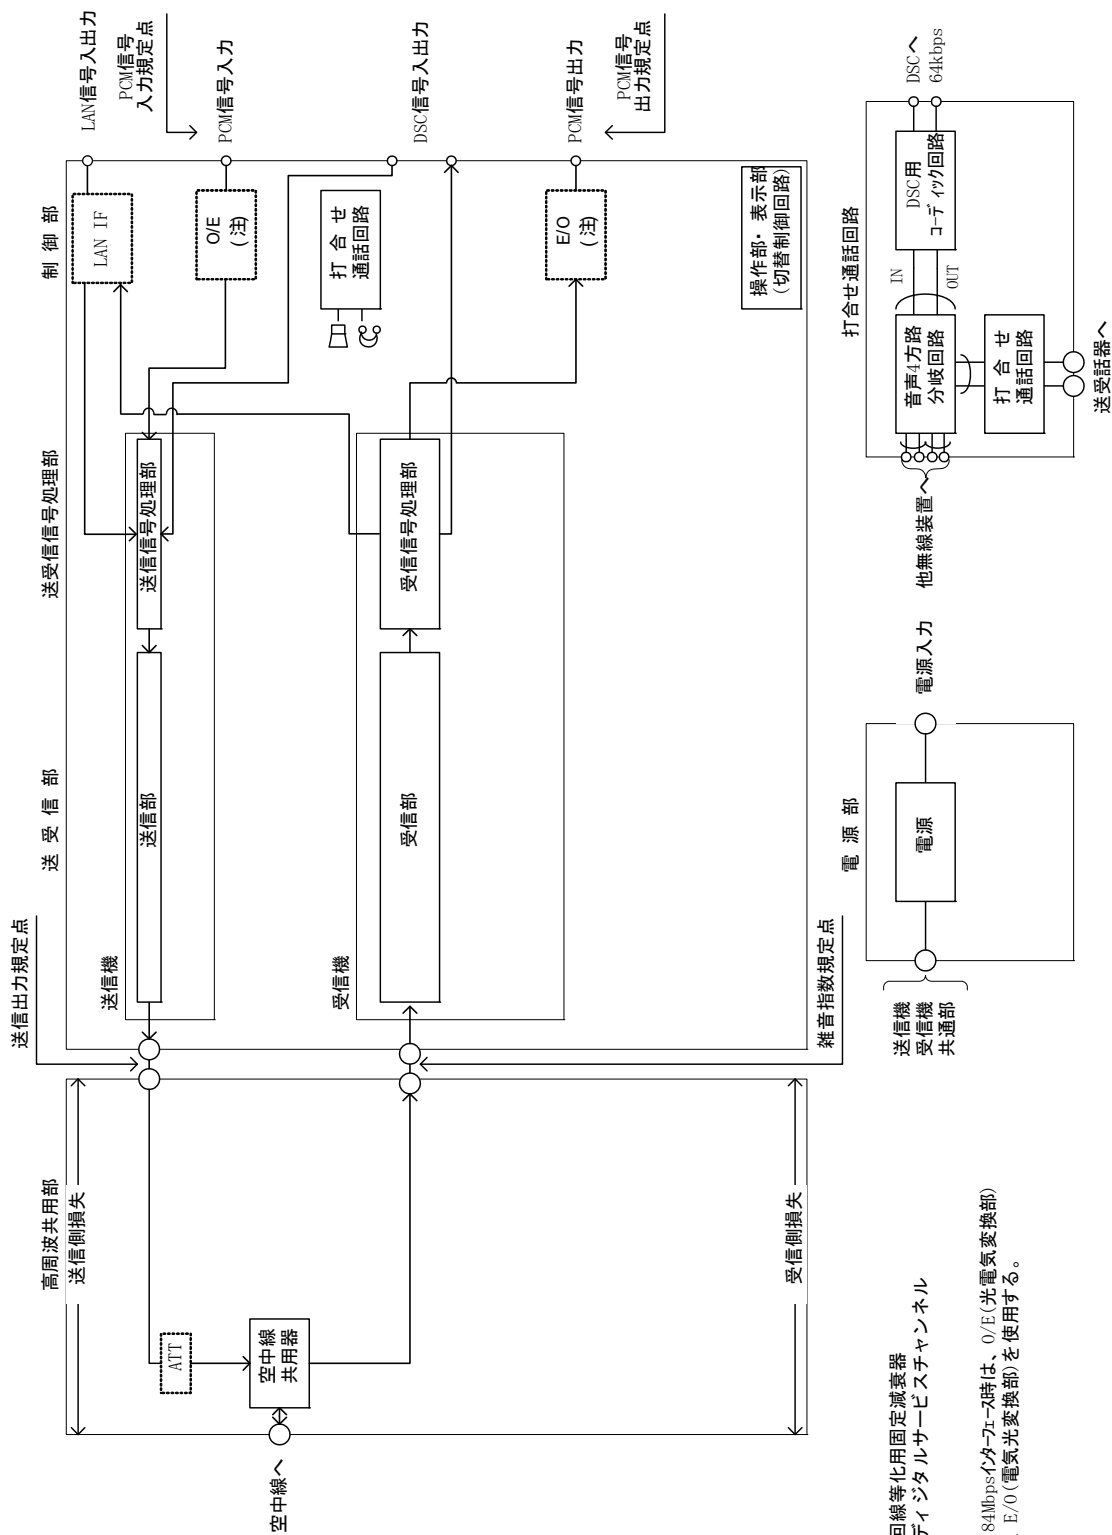 高周波共用部
送信側損失
ATT
空中線
共用器
空中線へ
受信側損失
送信出力規定点
雑音指数規定点
送受信部
送信機
送信部
受信機
受信部
送受信信号処理部
送信信号処理部
受信信号処理部
制御部
LAN IF
O/E
(注)
打合せ
通話回路
E/O
(注)
操作部・表示部
(切替制御回路)
LAN信号入出力
PCM信号
入力規定点
PCM信号入力
DSC信号入出力
PCM信号出力
PCM信号
出力規定点
回線等化用固定減衰器
ディジタルサービスチャンネル
84Mbpsインターフェース時は、O/E(光電気変換部)
E/O(電気光変換部)を使用する。
電源部
電源
送信機
受信機
共通部
電源入力
打合せ通話回路
他無線装置へ
音声4方路
分岐回路
IN
OUT
DSC用
コーディック回路
DSCへ
64kbps
打合せ
通話回路
送受話器へ